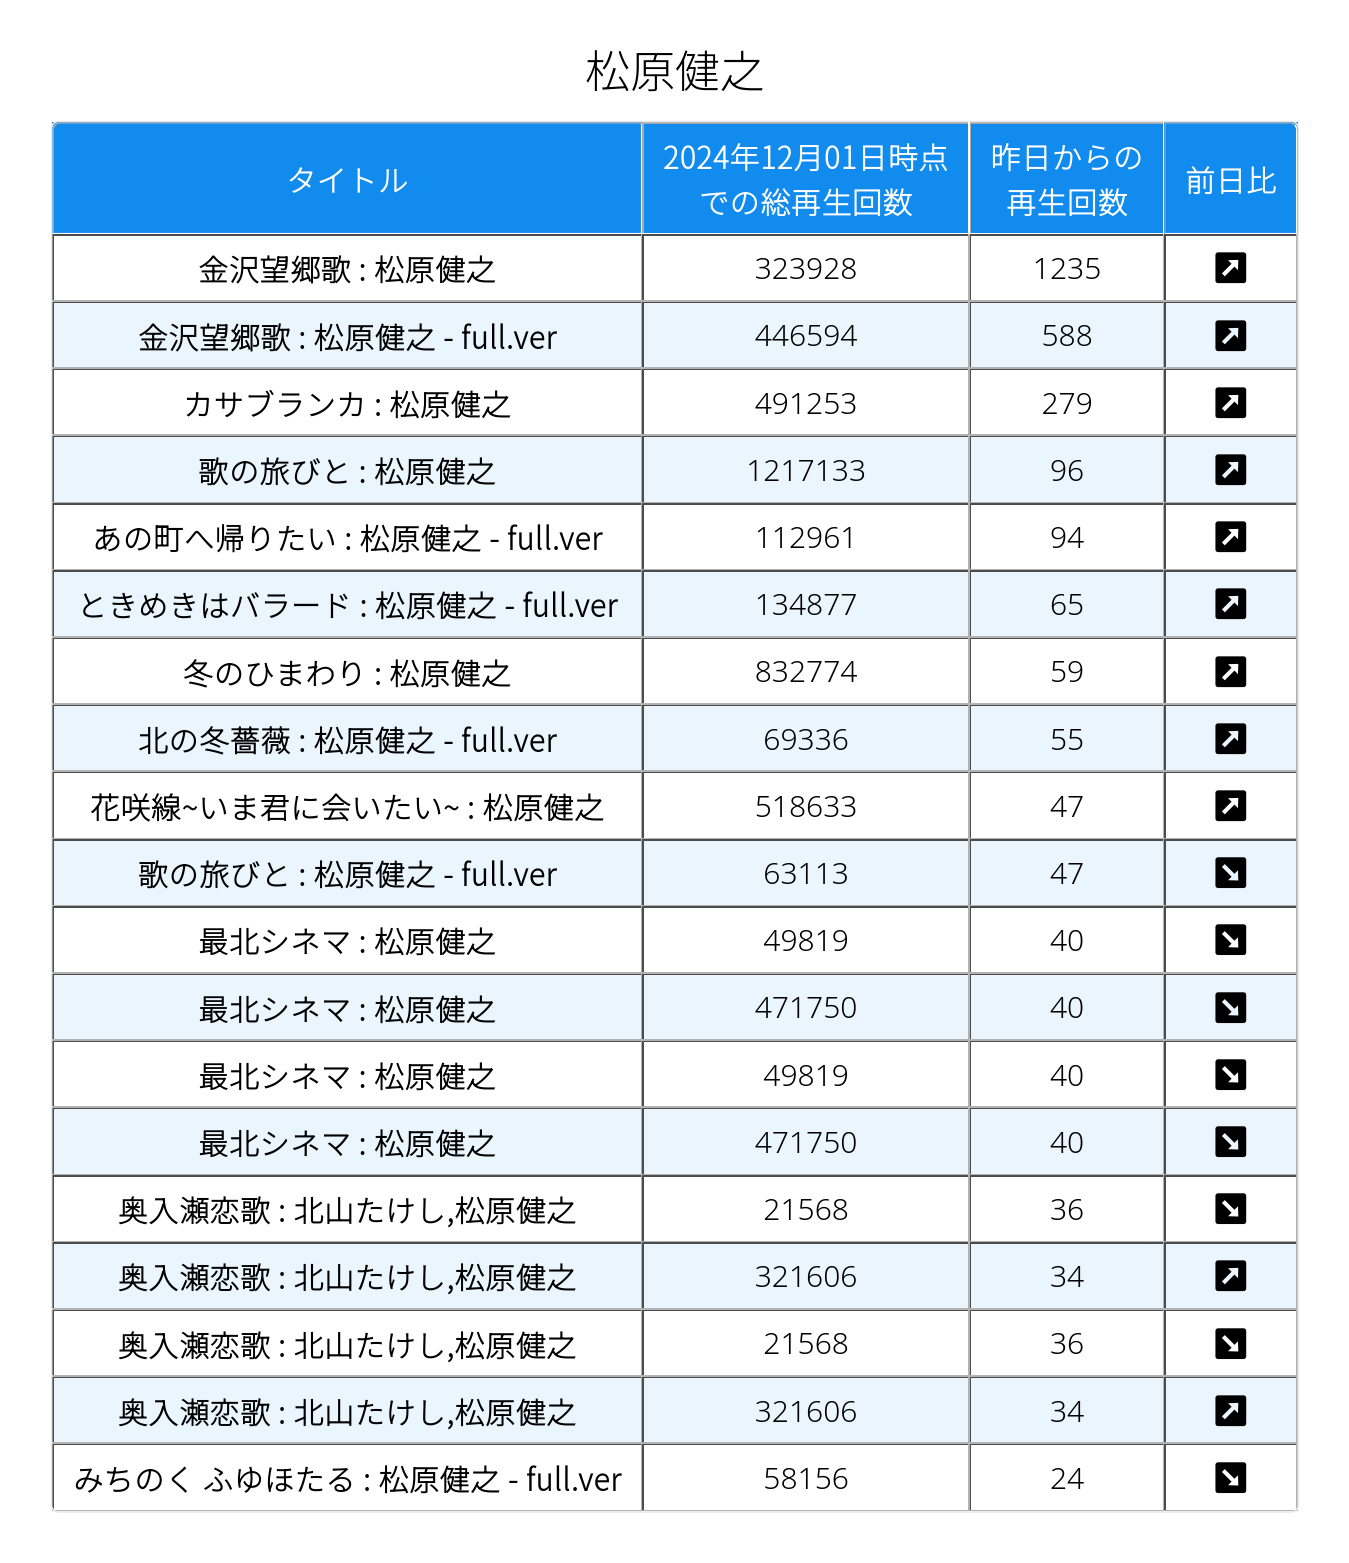 松原健之
タイトル
2024年12月01日時点
での総再生回数
昨日からの
再生回数
前日比
金沢望郷歌 : 松原健之 323928 1235
金沢望郷歌 : 松原健之 - full.ver 446594 588
カサブランカ : 松原健之 491253 279
歌の旅びと : 松原健之 1217133 96
あの町へ帰りたい : 松原健之 - full.ver 112961 94
ときめきはバラード : 松原健之 - full.ver 134877 65
冬のひまわり : 松原健之 832774 59
北の冬薔薇 : 松原健之 - full.ver 69336 55
花咲線~いま君に会いたい~ : 松原健之 518633 47
歌の旅びと : 松原健之 - full.ver 63113 47
最北シネマ : 松原健之 49819 40
最北シネマ : 松原健之 471750 40
最北シネマ : 松原健之 49819 40
最北シネマ : 松原健之 471750 40
奥入瀬恋歌 : 北山たけし,松原健之 21568 36
奥入瀬恋歌 : 北山たけし,松原健之 321606 34
奥入瀬恋歌 : 北山たけし,松原健之 21568 36
奥入瀬恋歌 : 北山たけし,松原健之 321606 34
みちのく ふゆほたる : 松原健之 - full.ver 58156 24